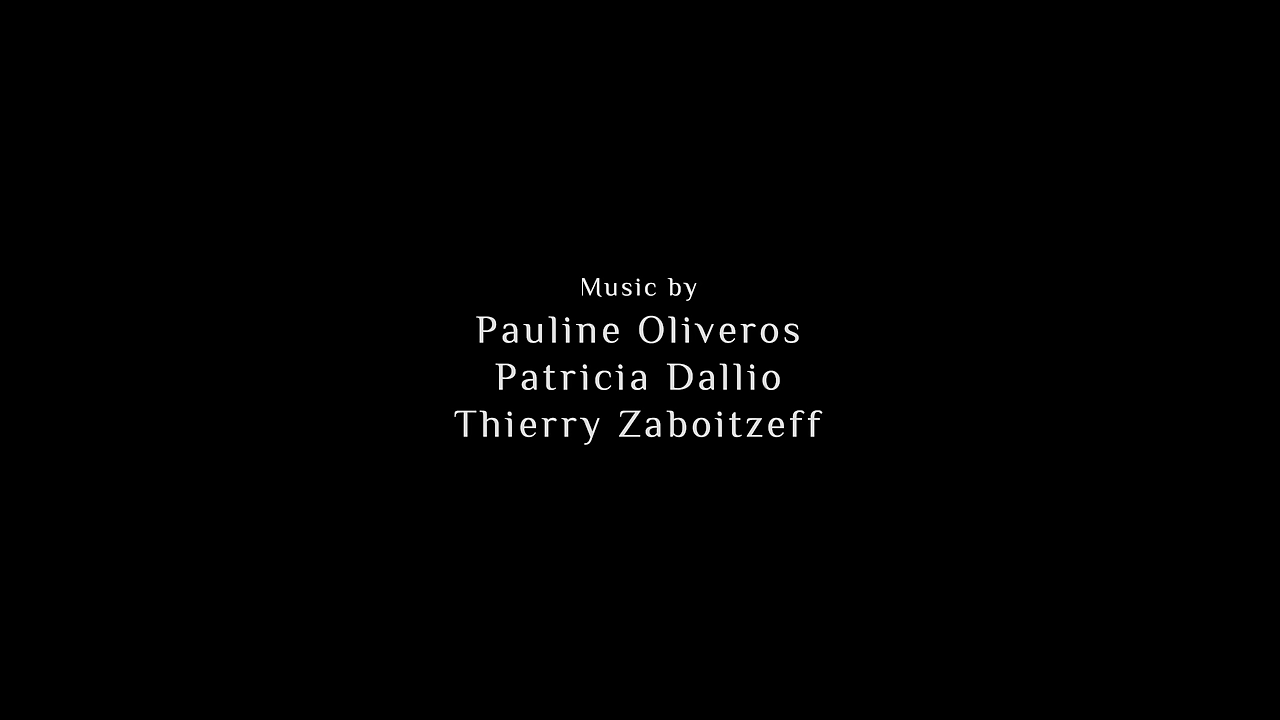 Music by
Pauline Oliveros
Patricia Dallio
Thierry Zaboitzeff